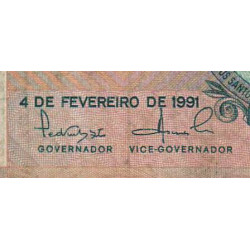 4 DE FEVEREIRO DE 1991
GOVERNADOR VICE-GOVERNADOR